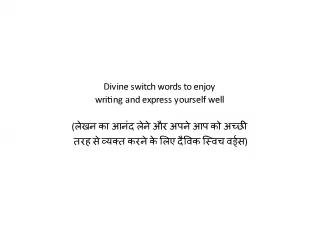 Divine switch words to enjoy
writing and express yourself well
(लेखन का आनंद लेने और अपने आप को अच्छी
तरह से व्यक्त करने के लिए दैविक स्विच वर्ड्स)